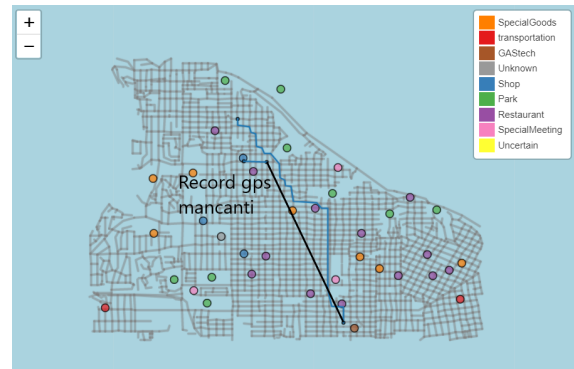 +
−
SpecialGoods
transportation
GAStech
Unknown
Shop
Park
Restaurant
SpecialMeeting
Uncertain
Record gps
mancanti